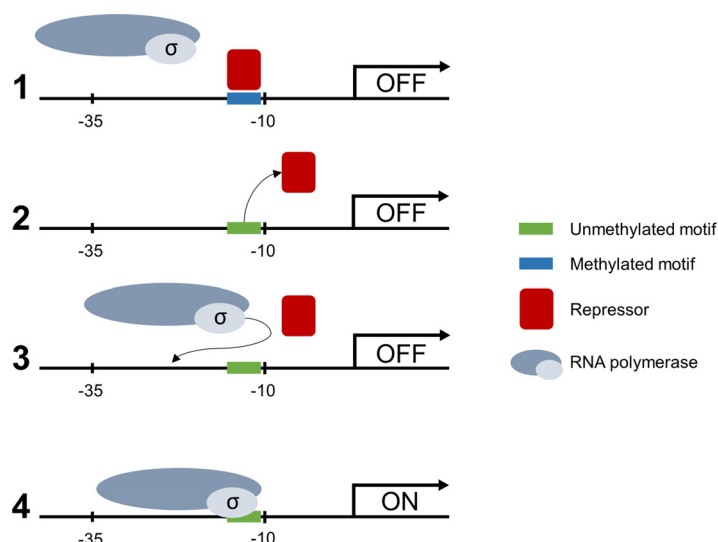 σ
1
OFF
-35
-10
2
OFF
-35
-10
σ
3
OFF
-35
-10
σ
4
ON
-35
-10
Unmethylated motif
Methylated motif
Repressor
RNA polymerase